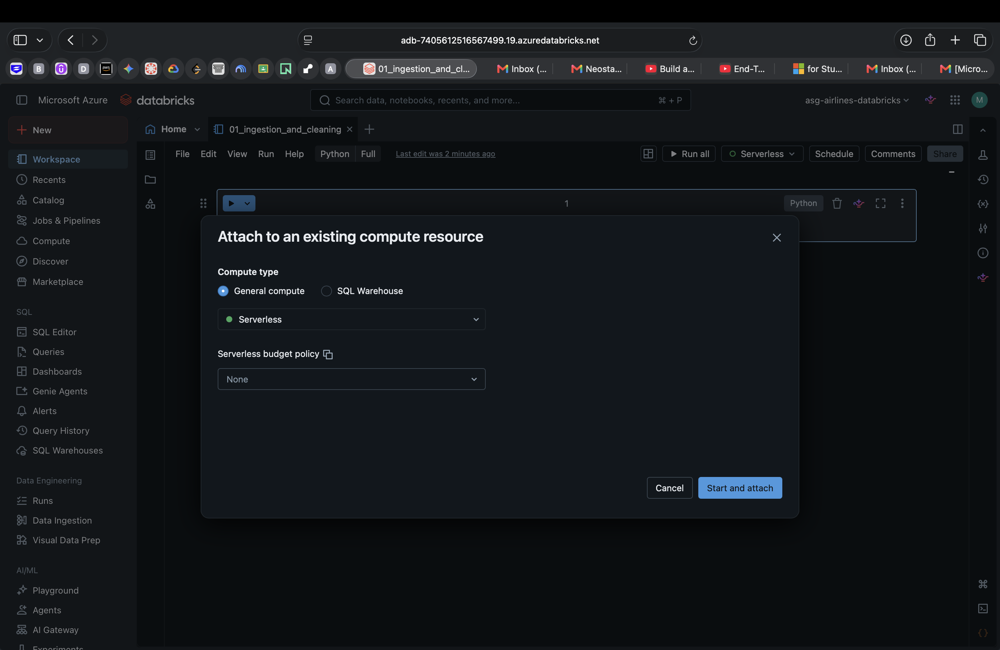 adb-7405612516567499.19.azuredatabricks.net
B
D
aws
A
01_ingestion_and_cl...
Inbox (...
Neosta...
Build a...
End-T...
for Stu...
Inbox (...
[Micro...
Microsoft Azure
databricks
Search data, notebooks, recents, and more...
⌘ + P
asg-airlines-databricks
M
New
Home
01_ingestion_and_cleaning
Workspace
Recents
Catalog
Jobs & Pipelines
Compute
Discover
Marketplace
SQL
SQL Editor
Queries
Dashboards
Genie Agents
Alerts
Query History
SQL Warehouses
Data Engineering
Runs
Data Ingestion
Visual Data Prep
AI/ML
Playground
Agents
AI Gateway
Experiments
File Edit View Run Help
Python Full
Last edit was 2 minutes ago
Run all
Serverless
Schedule
Comments
Share
1
Python
Attach to an existing compute resource
Compute type
General compute
SQL Warehouse
Serverless
Serverless budget policy
None
Cancel
Start and attach